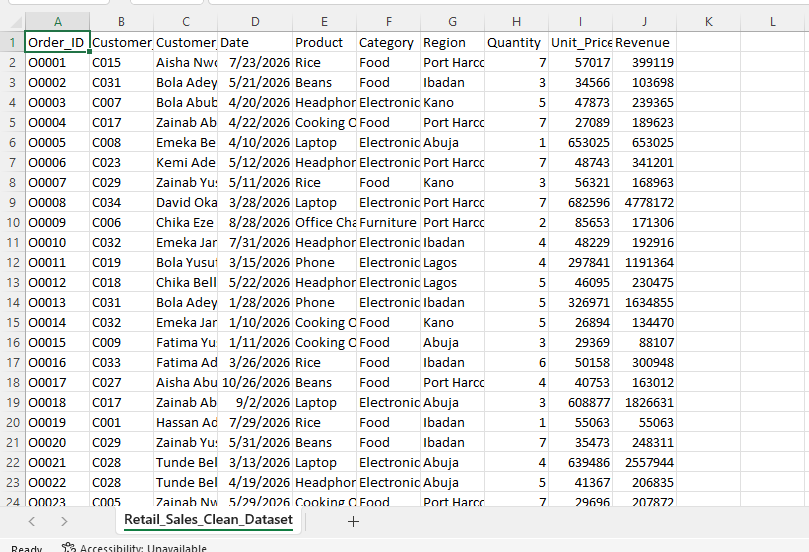 A B C D E F G H I J K L
1 Order_ID Customer_ Customer_ Date Product Category Region Quantity Unit_Price Revenue
2 O0001 C015 Aisha Nwo 7/23/2026 Rice Food Port Harco 7 57017 399119
3 O0002 C031 Bola Adey 5/21/2026 Beans Food Ibadan 3 34566 103698
4 O0003 C007 Bola Abub 4/20/2026 Headphon Electronic Kano 5 47873 239365
5 O0004 C017 Zainab Ab 4/22/2026 Cooking O Food Port Harco 7 27089 189623
6 O0005 C008 Emeka Be 4/10/2026 Laptop Electronic Abuja 1 653025 653025
7 O0006 C023 Kemi Ade 5/12/2026 Headphon Electronic Port Harco 7 48743 341201
8 O0007 C029 Zainab Yus 5/11/2026 Rice Food Kano 3 56321 168963
9 O0008 C034 David Oka 3/28/2026 Laptop Electronic Port Harco 7 682596 4778172
10 O0009 C006 Chika Eze 8/28/2026 Office Cha Furniture Port Harco 2 85653 171306
11 O0010 C032 Emeka Jan 7/31/2026 Headphon Electronic Ibadan 4 48229 192916
12 O0011 C019 Bola Yusuf 3/15/2026 Phone Electronic Lagos 4 297841 1191364
13 O0012 C018 Chika Bell 5/22/2026 Headphon Electronic Lagos 5 46095 230475
14 O0013 C031 Bola Adey 1/28/2026 Phone Electronic Ibadan 5 326971 1634855
15 O0014 C032 Emeka Jan 1/10/2026 Cooking O Food Kano 5 26894 134470
16 O0015 C009 Fatima Yu 1/11/2026 Cooking O Food Abuja 3 29369 88107
17 O0016 C033 Fatima Ad 3/26/2026 Rice Food Ibadan 6 50158 300948
18 O0017 C027 Aisha Abu 10/26/2026 Beans Food Port Harco 4 40753 163012
19 O0018 C017 Zainab Ab 9/2/2026 Laptop Electronic Abuja 3 608877 1826631
20 O0019 C001 Hassan Ad 7/29/2026 Rice Food Ibadan 1 55063 55063
21 O0020 C029 Zainab Yus 5/31/2026 Beans Food Ibadan 7 35473 248311
22 O0021 C028 Tunde Bel 3/13/2026 Laptop Electronic Abuja 4 639486 2557944
23 O0022 C028 Tunde Bel 4/19/2026 Headphon Electronic Abuja 5 41367 206835
24 O0023 C005 Zainab Nw 5/29/2026 Cooking O Food Port Harco 7 29696 207872
Retail_Sales_Clean_Dataset
Ready Accessibility: Unavailable